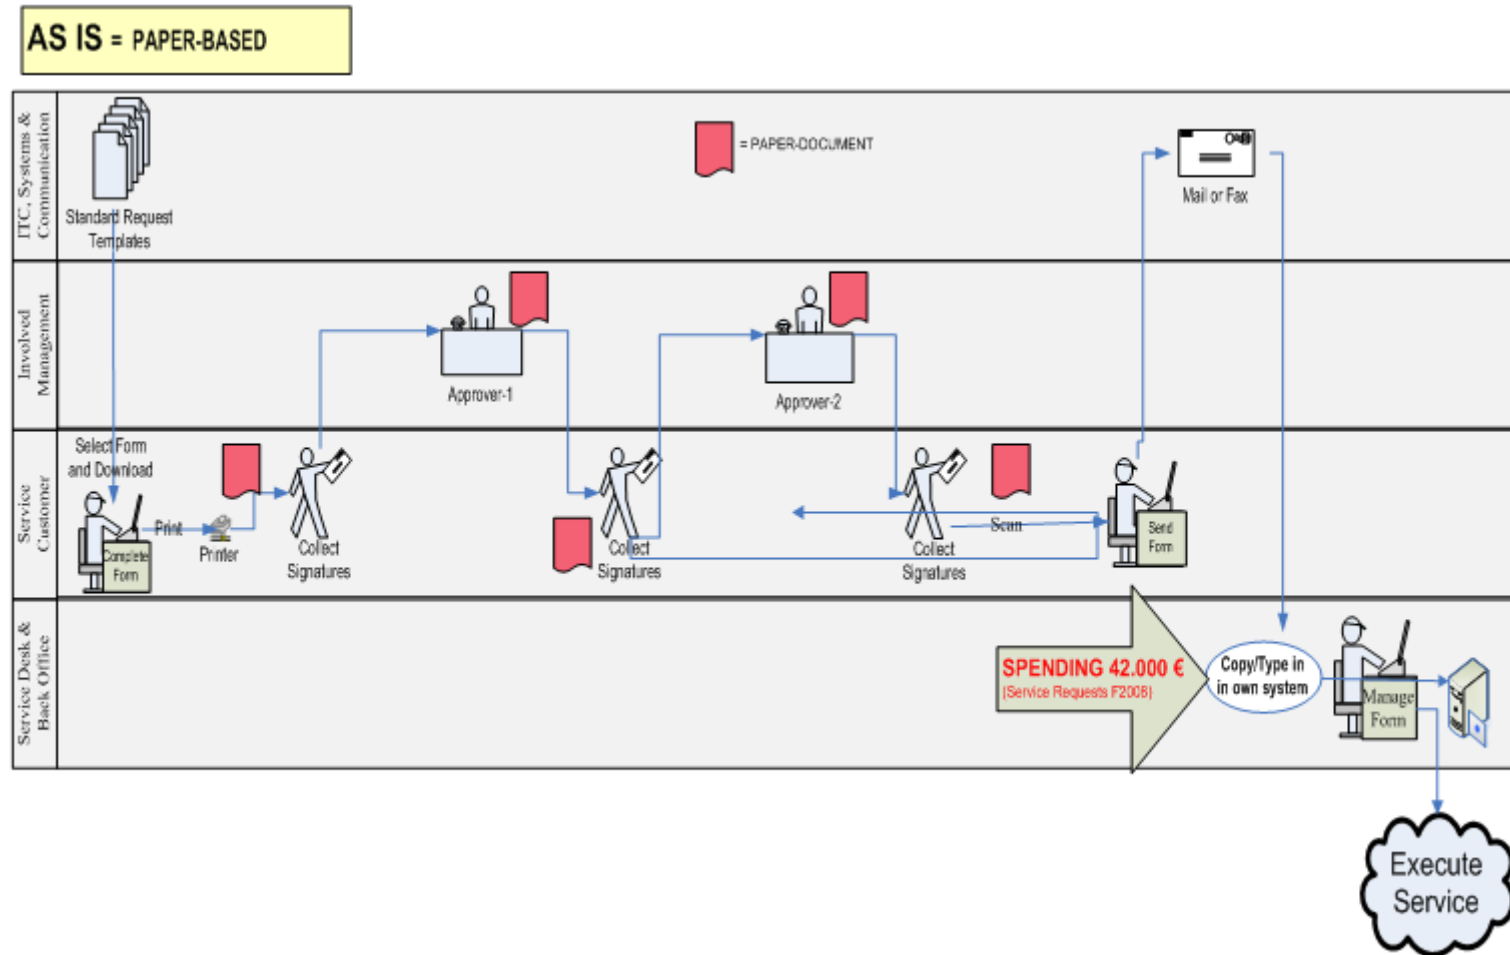 AS IS = PAPER-BASED
ITC, Systems &
Communication
Standard Request
Templates
= PAPER-DOCUMENT
Mail or Fax
Involved
Management
Approver-1
Approver-2
Service
Customer
Select Form
and Download
Complete
Form
Print
Printer
Collect
Signatures
Collect
Signatures
Collect
Signatures
Scan
Send
Form
Service Desk &
Back Office
SPENDING 42.000 €
(Service Requests F2008)
Copy/Type in
in own system
Manage
Form
Execute
Service